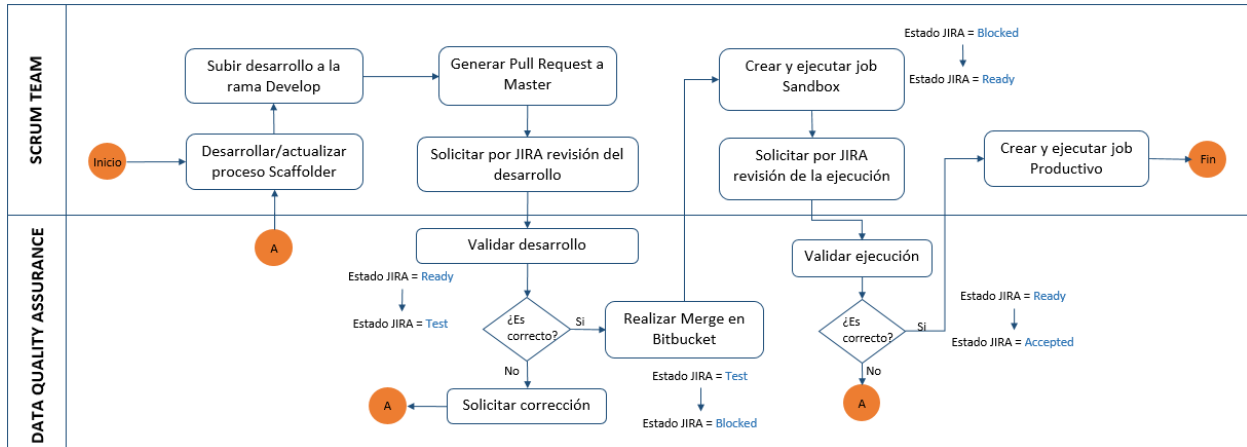 SCRUM TEAM
Inicio
Desarrollar/actualizar
proceso Scaffolder
Subir desarrollo a la
rama Develop
Generar Pull Request a
Master
Solicitar por JIRA revisión del
desarrollo
Crear y ejecutar job
Sandbox
Estado JIRA = Blocked
Estado JIRA = Ready
Solicitar por JIRA
revisión de la ejecución
Crear y ejecutar job
Productivo
Fin
DATA QUALITY ASSURANCE
A
Validar desarrollo
Estado JIRA = Ready
Estado JIRA = Test
¿Es
correcto?
Si
No
Solicitar corrección
A
Realizar Merge en
Bitbucket
Estado JIRA = Test
Estado JIRA = Blocked
Validar ejecución
¿Es
correcto?
Si
No
A
Estado JIRA = Ready
Estado JIRA = Accepted